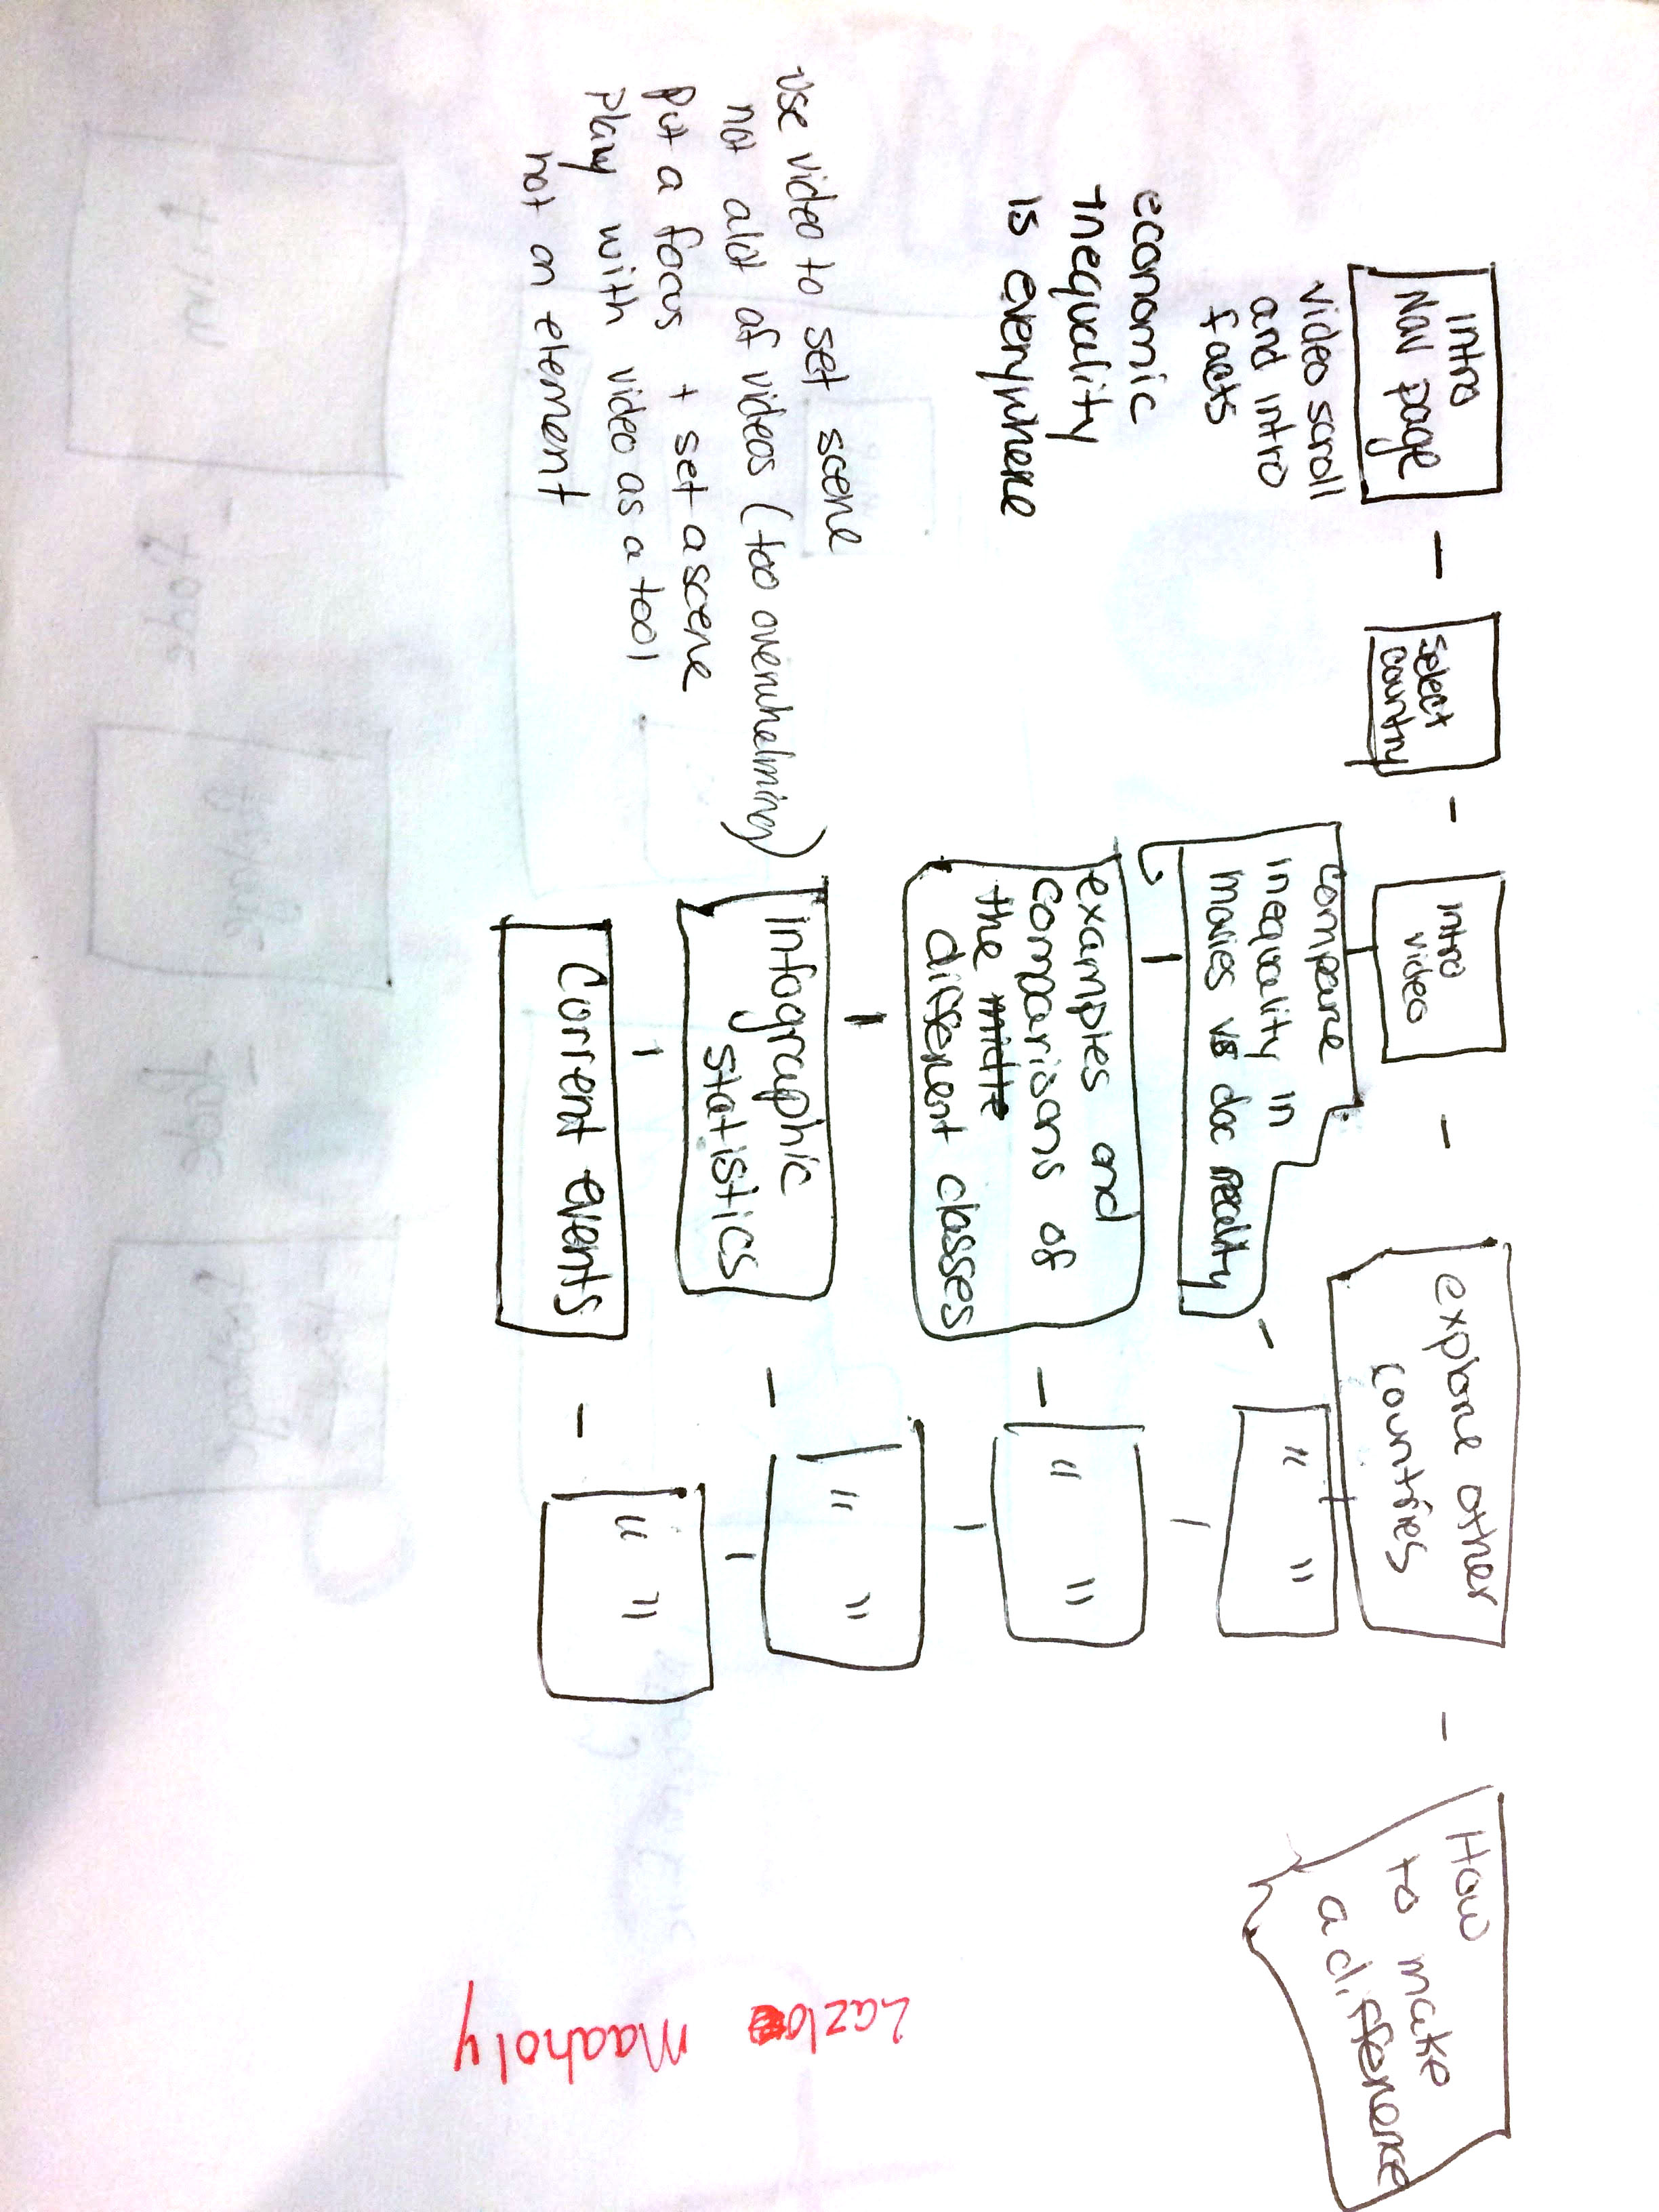 Intro
Nav page
video scroll
and intro
facts
economic
inequality
is everywhere
use video to set scene
not alot of videos (too overwhelming)
put a focus + set a scene
play with video as a tool
not an element
select
country
intro
video
compare
inequality in
movies vs doc reality
examples and
comparisons of
the
different classes
infographic
statistics
Current events
explore other
countries
" "
" "
" "
" "
How
to make
a difference
Lazlo Maaholy